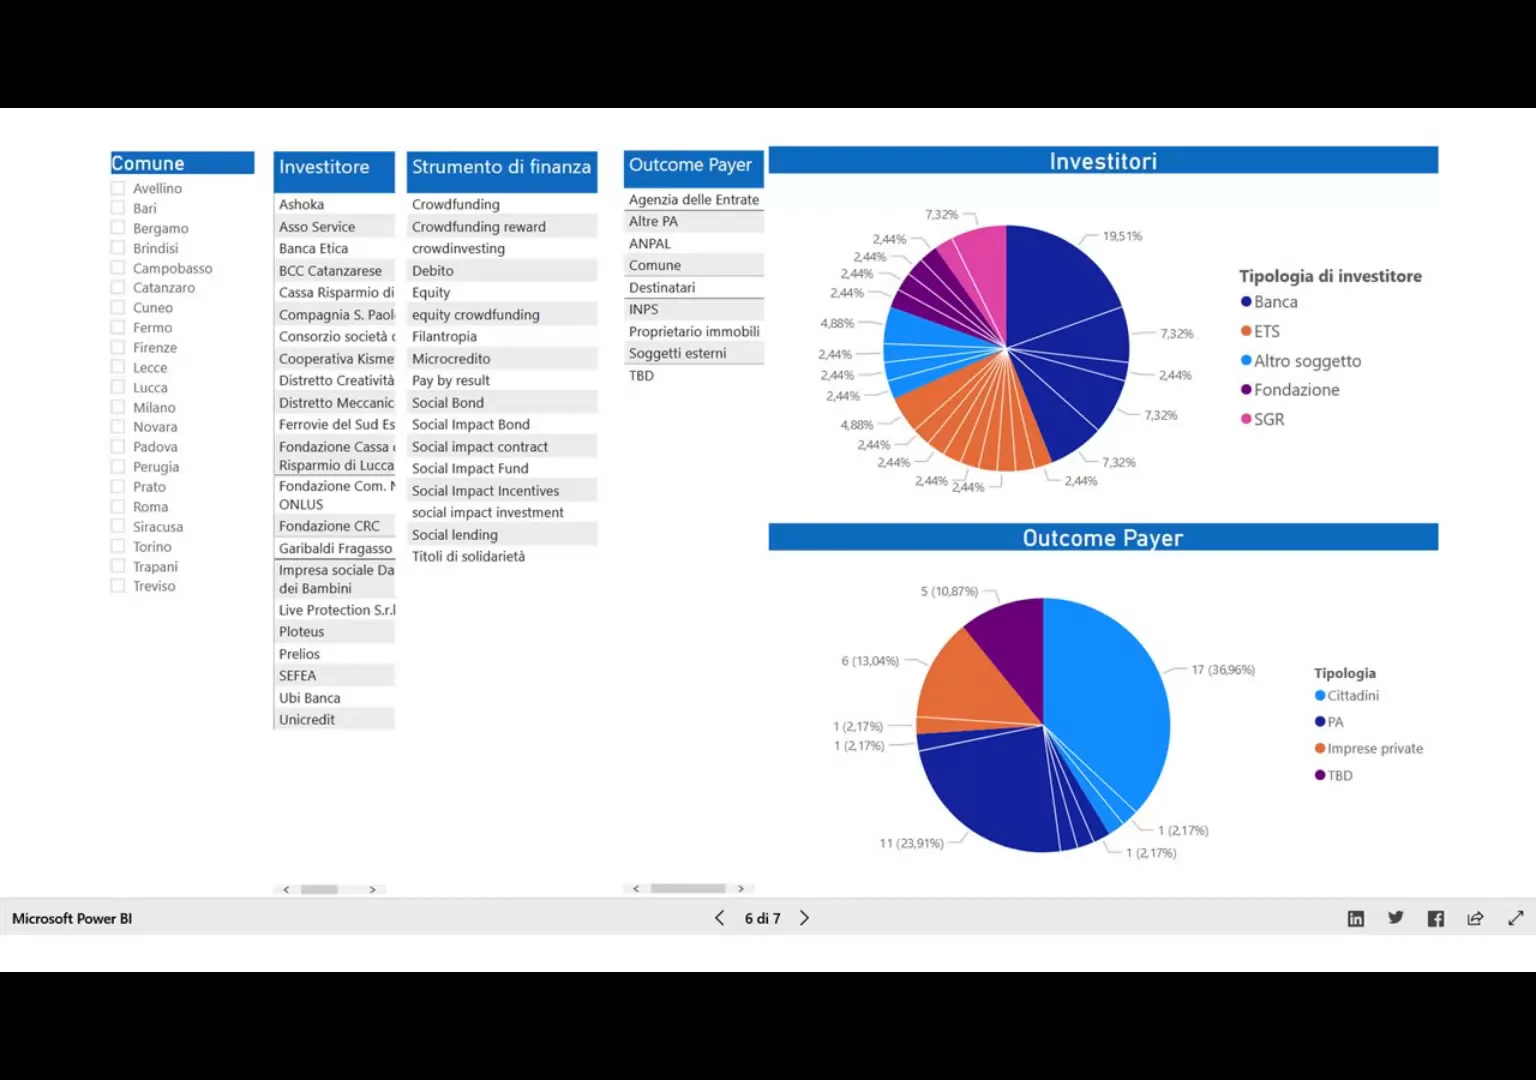 Comune
Avellino
Bari
Bergamo
Brindisi
Campobasso
Catanzaro
Cuneo
Fermo
Firenze
Lecce
Lucca
Milano
Novara
Padova
Perugia
Prato
Roma
Siracusa
Torino
Trapani
Treviso
Investitore
Ashoka
Asso Service
Banca Etica
BCC Catanzarese
Cassa Risparmio di
Compagnia S. Paol
Consorzio società
Cooperativa Kisme
Distretto Creatività
Distretto Meccanic
Ferrovie del Sud Es
Fondazione Cassa
Risparmio di Lucca
Fondazione Com. N
ONLUS
Fondazione CRC
Garibaldi Fragasso
Impresa sociale Da
dei Bambini
Live Protection S.r.l
Ploteus
Prelios
SEFEA
Ubi Banca
Unicredit
Strumento di finanza
Crowdfunding
Crowdfunding reward
crowdinvesting
Debito
Equity
equity crowdfunding
Filantropia
Microcredito
Pay by result
Social Bond
Social Impact Bond
Social impact contract
Social Impact Fund
Social Impact Incentives
social impact investment
Social lending
Titoli di solidarietà
Outcome Payer
Agenzia delle Entrate
Altre PA
ANPAL
Comune
Destinatari
INPS
Proprietario immobili
Soggetti esterni
TBD
Investitori
7,32%
19,51%
2,44%
2,44%
2,44%
2,44%
4,88%
7,32%
2,44%
2,44%
2,44%
2,44%
7,32%
4,88%
2,44%
2,44%
7,32%
2,44%
2,44%
2,44%
Tipologia di investitore
Banca
ETS
Altro soggetto
Fondazione
SGR
Outcome Payer
5 (10,87%)
6 (13,04%)
17 (36,96%)
1 (2,17%)
1 (2,17%)
11 (23,91%)
1 (2,17%)
1 (2,17%)
Tipologia
Cittadini
PA
Imprese private
TBD
Microsoft Power BI
6 di 7